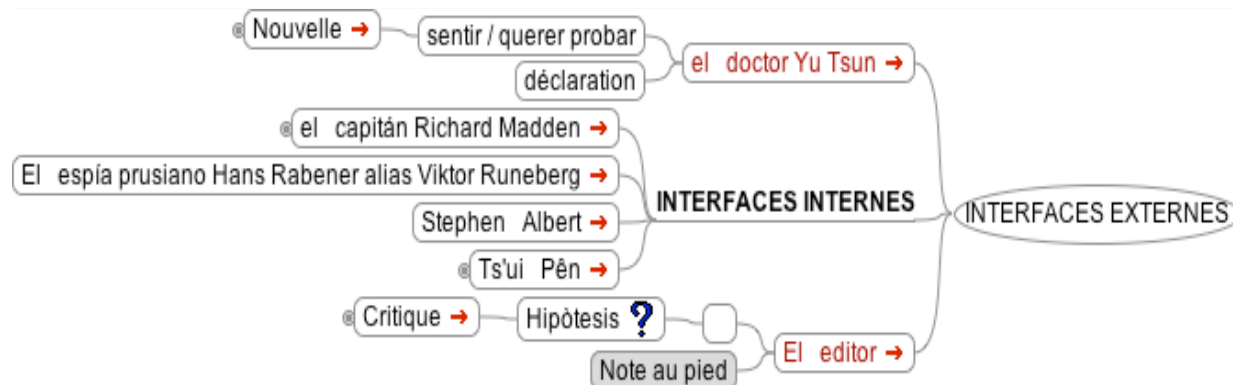 Nouvelle
sentir / querer probar
el doctor Yu Tsun
déclaration
el capitán Richard Madden
El espía prusiano Hans Rabener alias Viktor Runeberg
INTERFACES INTERNES
INTERFACES EXTERNES
Stephen Albert
Ts'ui Pên
Critique
Hipòtesis ?
El editor
Note au pied